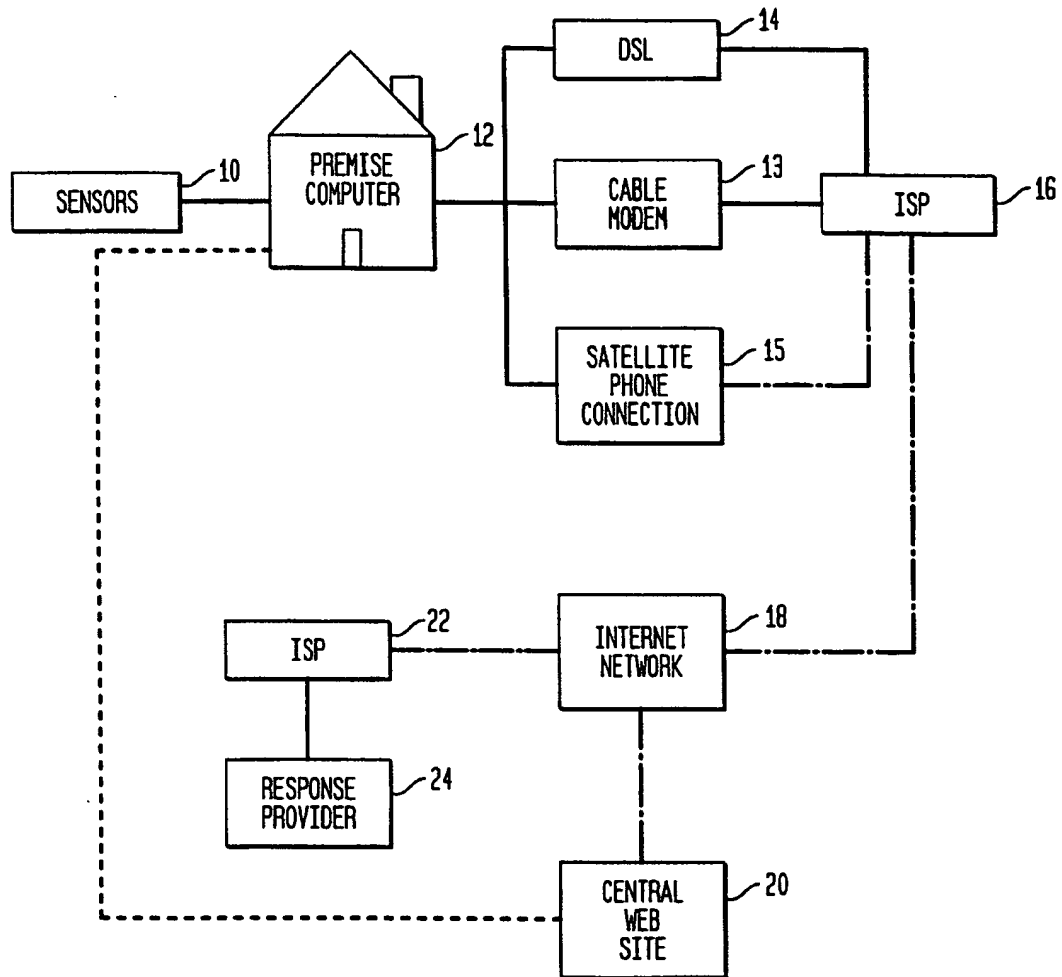 14
DSL
12
PREMISE
COMPUTER
10
SENSORS
13
CABLE
MODEM
16
ISP
15
SATELLITE
PHONE
CONNECTION
22
ISP
18
INTERNET
NETWORK
24
RESPONSE
PROVIDER
20
CENTRAL
WEB
SITE